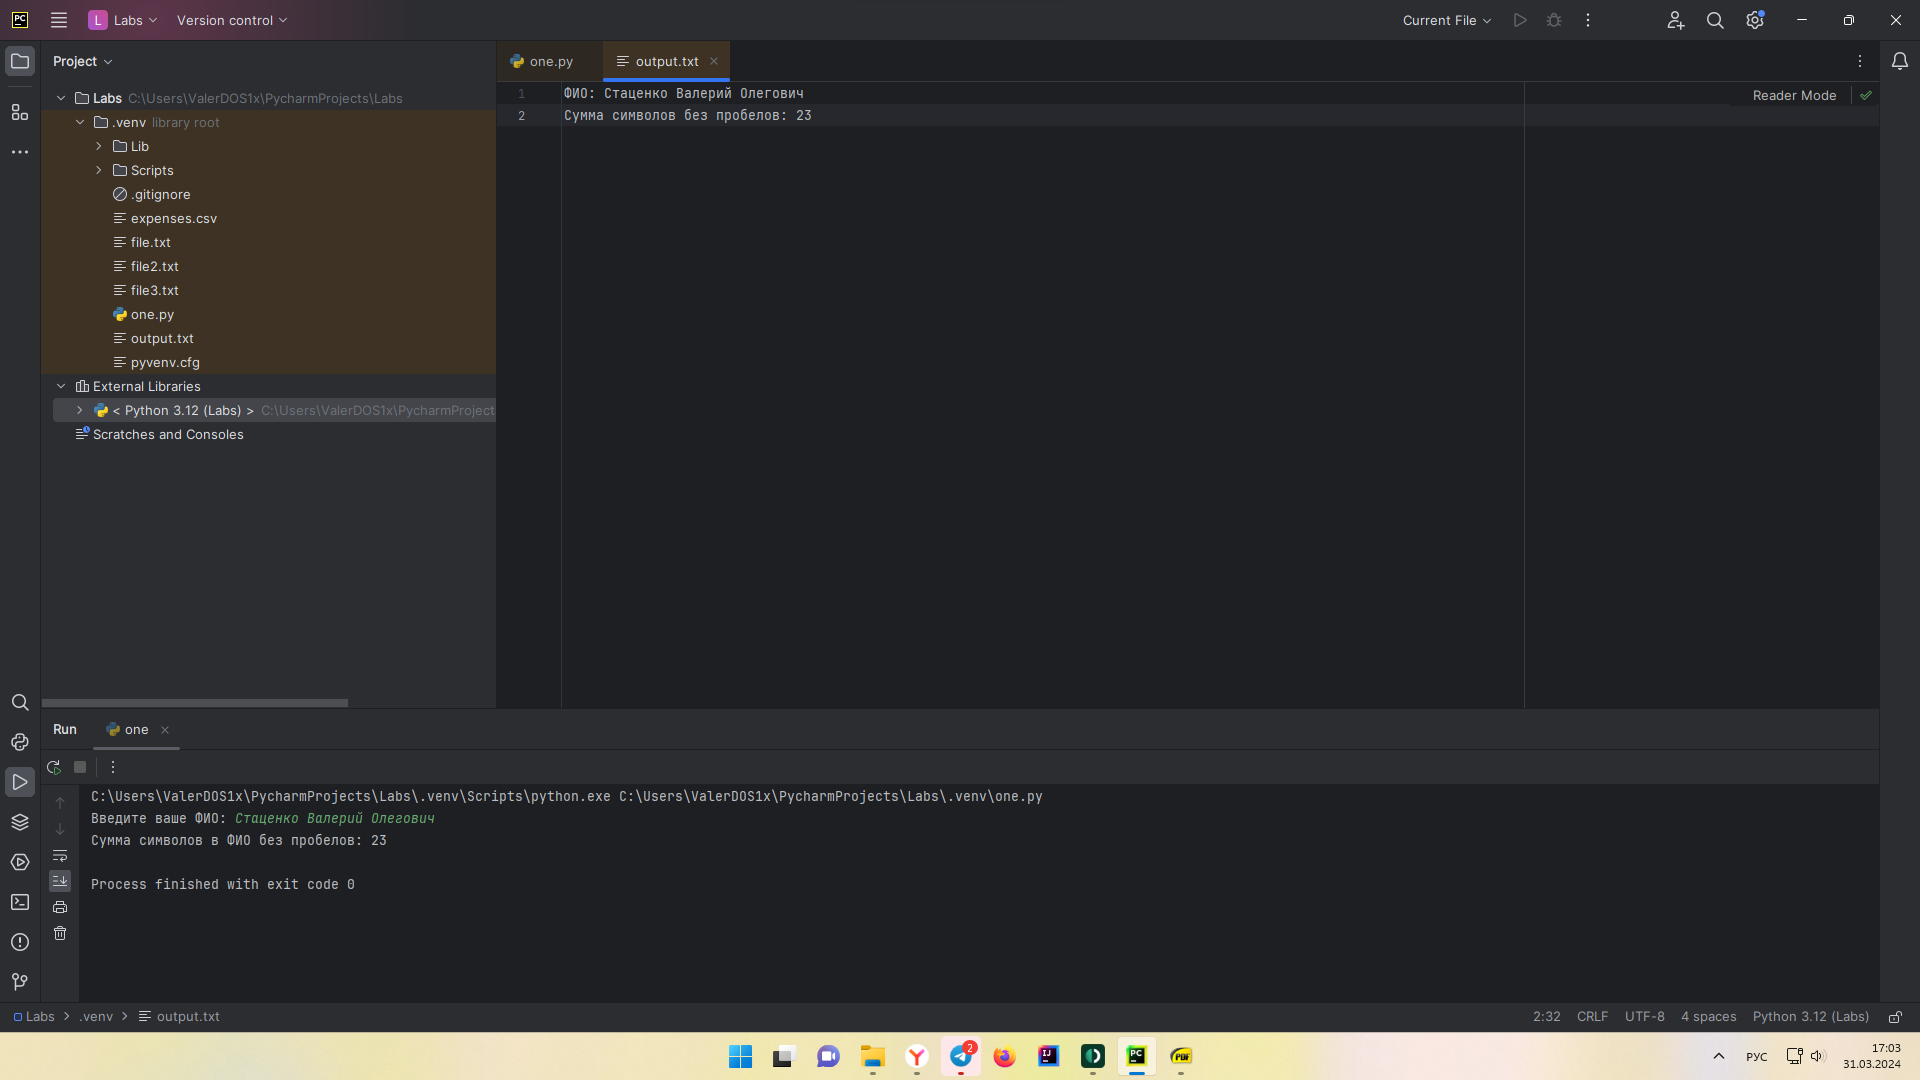 PC
L Labs
Version control
Current File
Project
one.py
output.txt
Labs C:\Users\ValerDOS1x\PycharmProjects\Labs
.venv library root
Lib
Scripts
.gitignore
expenses.csv
file.txt
file2.txt
file3.txt
one.py
output.txt
pyvenv.cfg
External Libraries
< Python 3.12 (Labs) > C:\Users\ValerDOS1x\PycharmProject
Scratches and Consoles
1 ФИО: Стаценко Валерий Олегович
2 Сумма символов без пробелов: 23
Reader Mode
Run
one
C:\Users\ValerDOS1x\PycharmProjects\Labs\.venv\Scripts\python.exe C:\Users\ValerDOS1x\PycharmProjects\Labs\.venv\one.py
Введите ваше ФИО: Стаценко Валерий Олегович
Сумма символов в ФИО без пробелов: 23
Process finished with exit code 0
Labs > .venv > output.txt
2:32 CRLF UTF-8 4 spaces Python 3.12 (Labs)
2
IJ
PC
PDF
РУС
17:03
31.03.2024